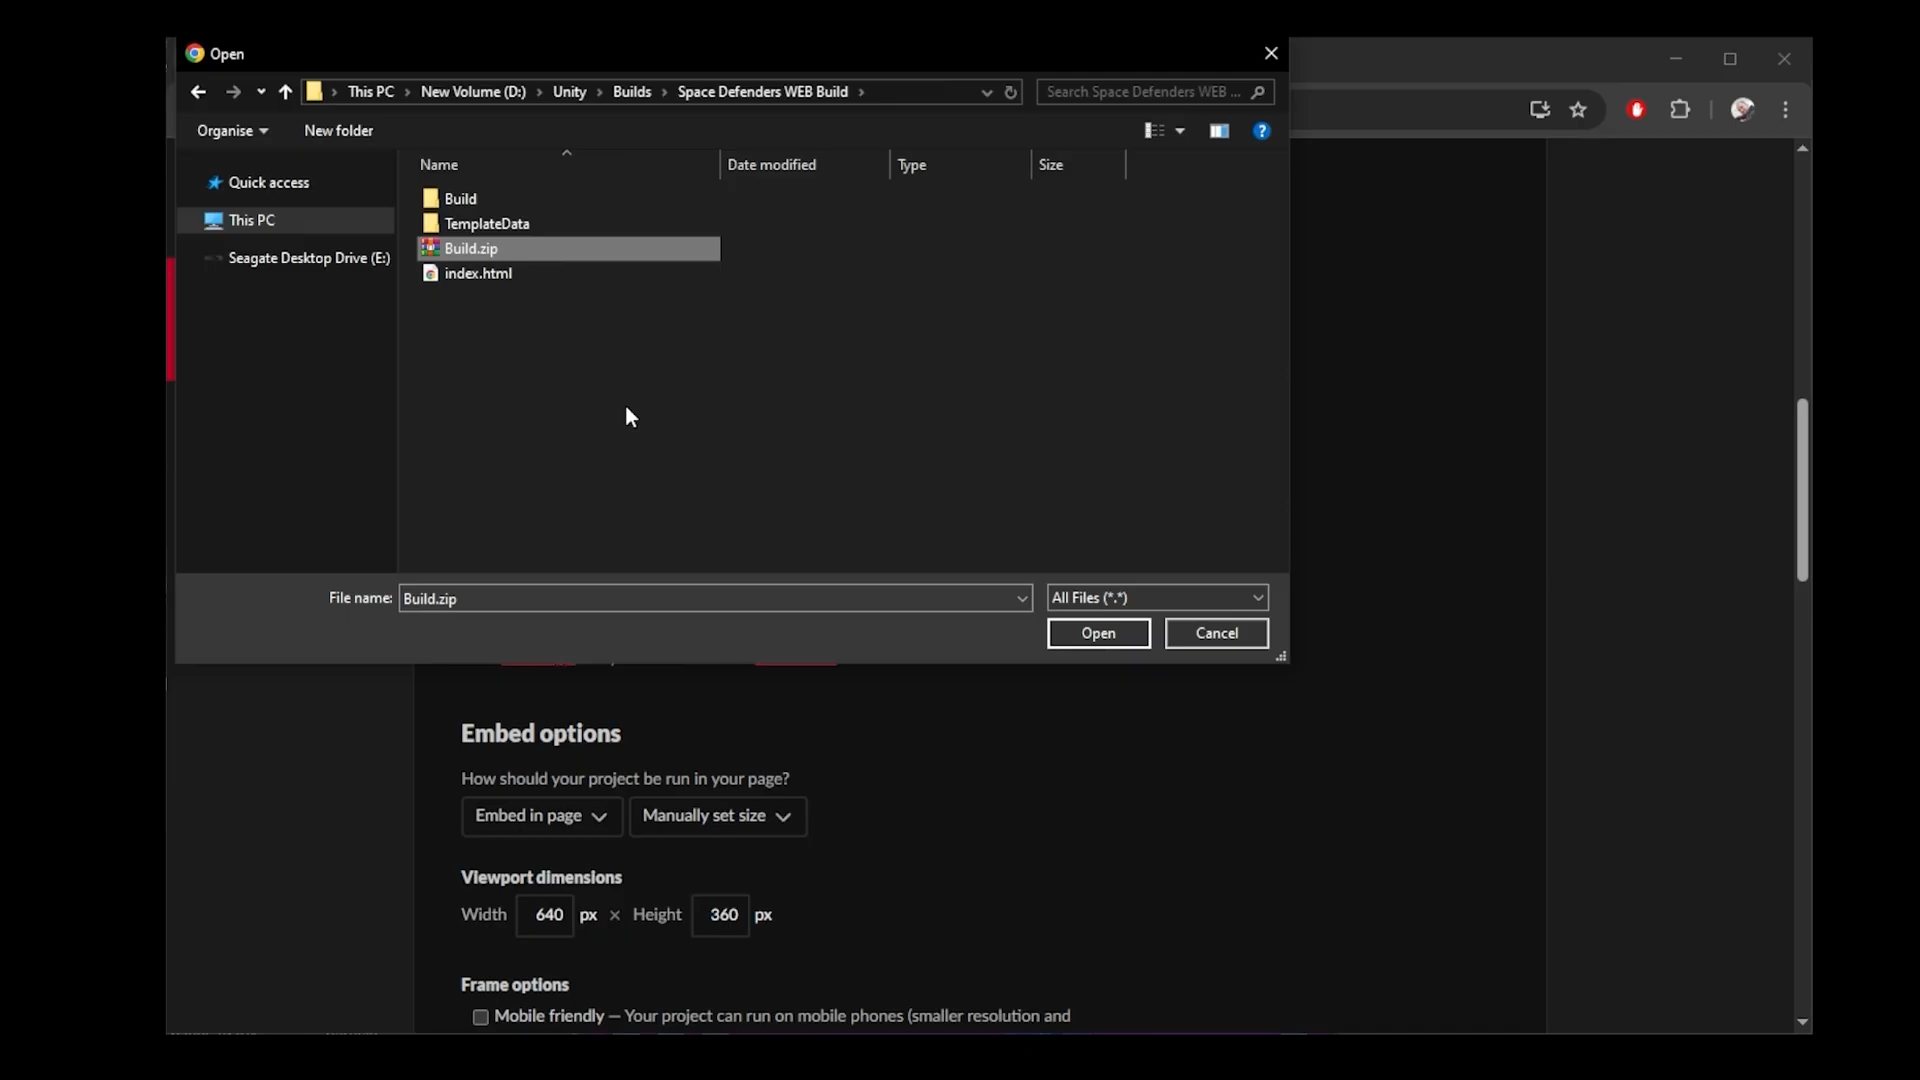 Open
This PC
New Volume (D:)
Unity
Builds
Space Defenders WEB Build
Search Space Defenders WEB ...
Organise
New folder
Name
Date modified
Type
Size
Quick access
This PC
Seagate Desktop Drive (E:)
Build
TemplateData
Build.zip
index.html
File name:
Build.zip
All Files (*.*)
Open
Cancel
Embed options
How should your project be run in your page?
Embed in page
Manually set size
Viewport dimensions
Width 640 px × Height 360 px
Frame options
Mobile friendly — Your project can run on mobile phones (smaller resolution and